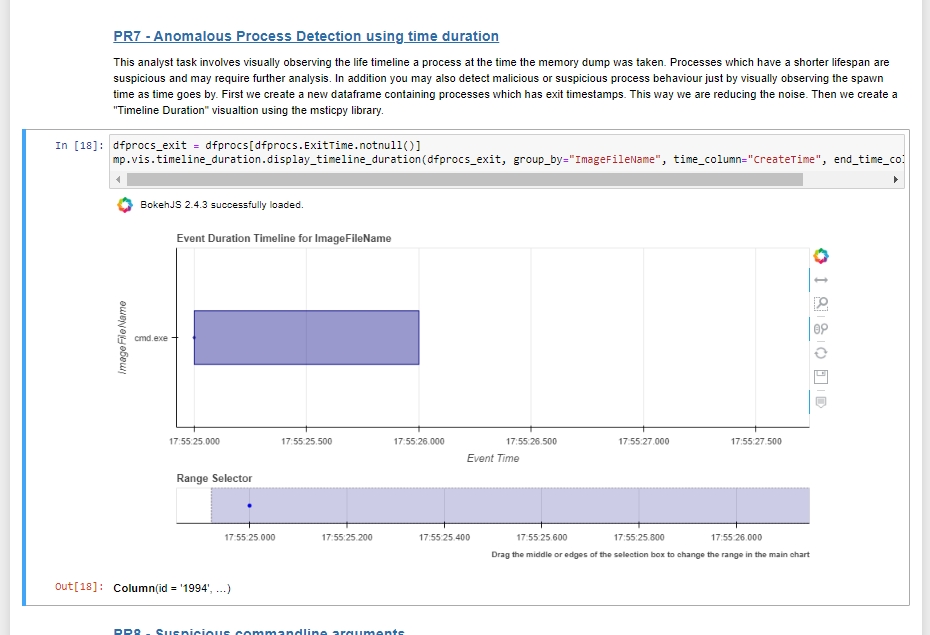 PR7 - Anomalous Process Detection using time duration
This analyst task involves visually observing the life timeline a process at the time the memory dump was taken. Processes which have a shorter lifespan are
suspicious and may require further analysis. In addition you may also detect malicious or suspicious process behaviour just by visually observing the spawn
time as time goes by. First we create a new dataframe containing processes which has exit timestamps. This way we are reducing the noise. Then we create a
"Timeline Duration" visualtion using the msticpy library.
In [18]: dfprocs_exit = dfprocs[dfprocs.ExitTime.notnull()]
mp.vis.timeline_duration.display_timeline_duration(dfprocs_exit, group_by="ImageFileName", time_column="CreateTime", end_time_co
BokehJS 2.4.3 successfully loaded.
Event Duration Timeline for ImageFileName
ImageFileName
cmd.exe
17:55:25.000 17:55:25.500 17:55:26.000 17:55:26.500 17:55:27.000 17:55:27.500
Event Time
Range Selector
17:55:25.000 17:55:25.200 17:55:25.400 17:55:25.600 17:55:25.800 17:55:26.000
Drag the middle or edges of the selection box to change the range in the main chart
Out[18]: Column(id = '1994', ...)
PR8 - Suspicious commandline arguments